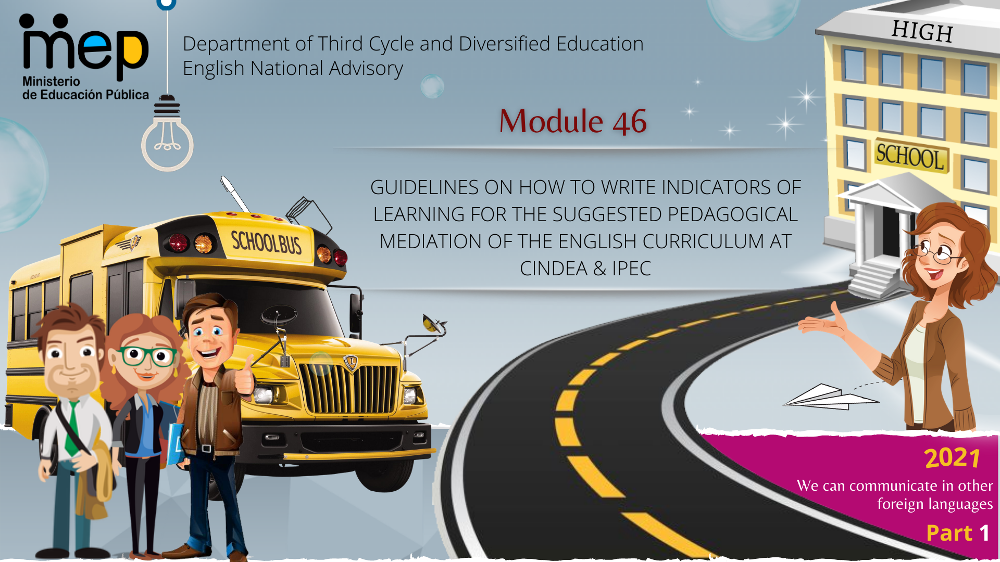 mep
Ministerio
de Educación Pública
Department of Third Cycle and Diversified Education
English National Advisory
Module 46
GUIDELINES ON HOW TO WRITE INDICATORS OF
LEARNING FOR THE SUGGESTED PEDAGOGICAL
MEDIATION OF THE ENGLISH CURRICULUM AT
CINDEA & IPEC
HIGH
SCHOOL
SCHOOL BUS
2021
We can communicate in other
foreign languages
Part 1